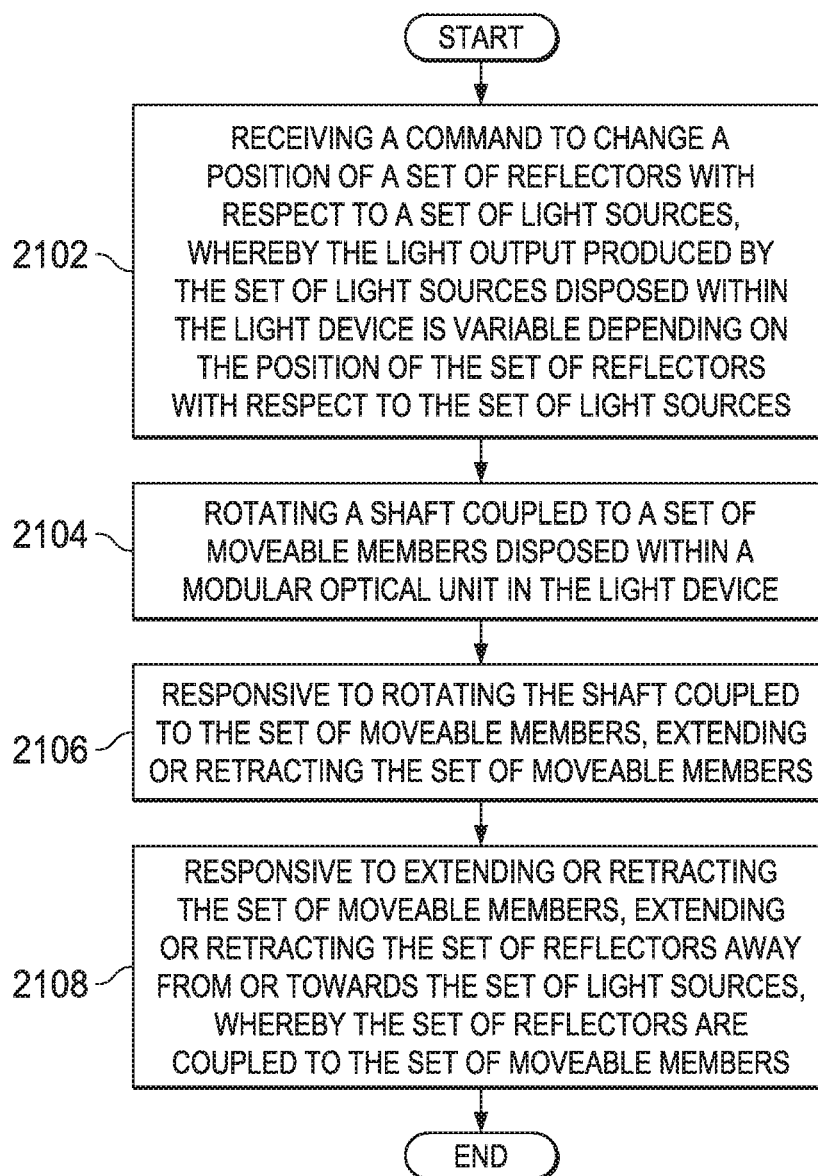 START
RECEIVING A COMMAND TO CHANGE A
POSITION OF A SET OF REFLECTORS WITH
RESPECT TO A SET OF LIGHT SOURCES,
WHEREBY THE LIGHT OUTPUT PRODUCED BY
THE SET OF LIGHT SOURCES DISPOSED WITHIN
THE LIGHT DEVICE IS VARIABLE DEPENDING ON
THE POSITION OF THE SET OF REFLECTORS
WITH RESPECT TO THE SET OF LIGHT SOURCES
2102
ROTATING A SHAFT COUPLED TO A SET OF
MOVEABLE MEMBERS DISPOSED WITHIN A
MODULAR OPTICAL UNIT IN THE LIGHT DEVICE
2104
RESPONSIVE TO ROTATING THE SHAFT COUPLED
TO THE SET OF MOVEABLE MEMBERS, EXTENDING
OR RETRACTING THE SET OF MOVEABLE MEMBERS
2106
RESPONSIVE TO EXTENDING OR RETRACTING
THE SET OF MOVEABLE MEMBERS, EXTENDING
OR RETRACTING THE SET OF REFLECTORS AWAY
FROM OR TOWARDS THE SET OF LIGHT SOURCES,
WHEREBY THE SET OF REFLECTORS ARE
COUPLED TO THE SET OF MOVEABLE MEMBERS
2108
END